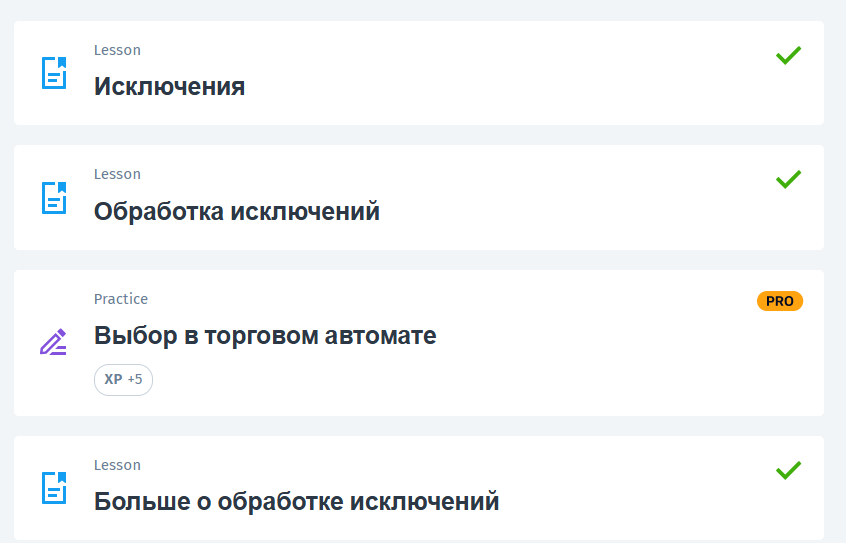 Lesson
Исключения
Lesson
Обработка исключений
Practice
PRO
Выбор в торговом автомате
XP +5
Lesson
Больше о обработке исключений